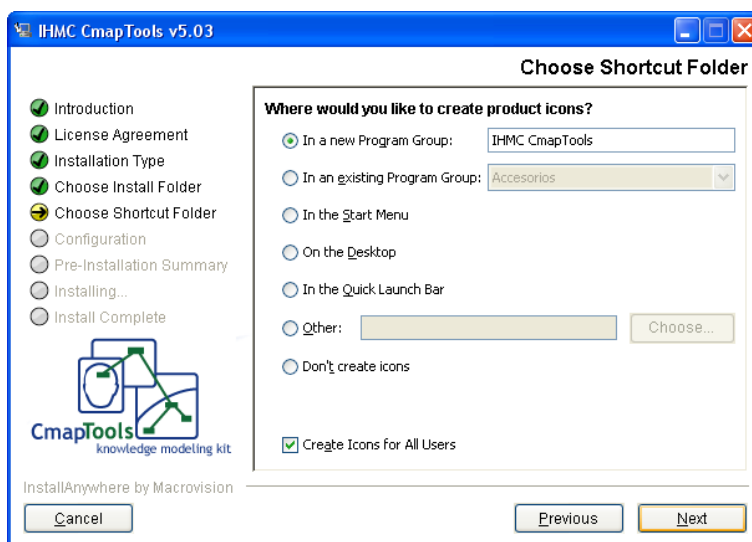 IHMC CmapTools v5.03
Choose Shortcut Folder
Introduction
License Agreement
Installation Type
Choose Install Folder
Choose Shortcut Folder
Configuration
Pre-Installation Summary
Installing...
Install Complete
CmapTools
knowledge modeling kit
Where would you like to create product icons?
In a new Program Group: IHMC CmapTools
In an existing Program Group: Accesorios
In the Start Menu
On the Desktop
In the Quick Launch Bar
Other: Choose...
Don't create icons
Create Icons for All Users
InstallAnywhere by Macrovision
Cancel Previous Next